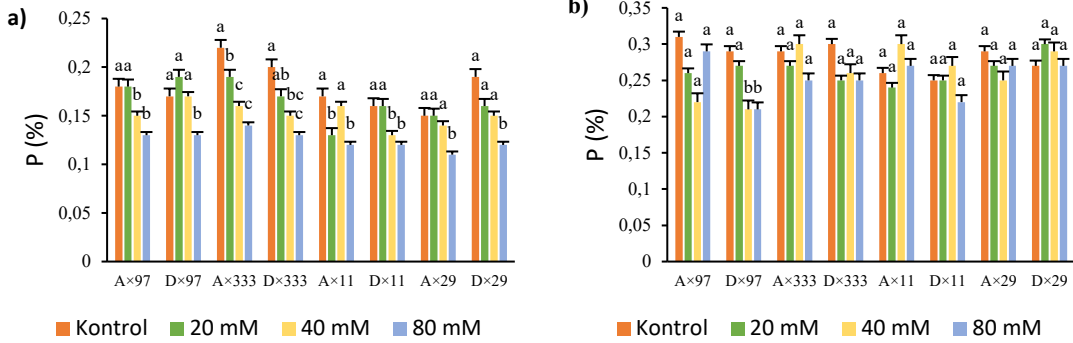 a)
P (%)
0,25
0,2
0,15
0,1
0,05
0
a a b b
a a a b
a b c c
a ab bc c
a b a b
a a b b
a a a b
a a a b
A×97 D×97 A×333 D×333 A×11 D×11 A×29 D×29
Kontrol 20 mM 40 mM 80 mM
b)
P (%)
0,35
0,3
0,25
0,2
0,15
0,1
0,05
0
a a a a
a a b b
a a a a
a a a a
a a a a
a a a a
a a a a
a a a a
A×97 D×97 A×333 D×333 A×11 D×11 A×29 D×29
Kontrol 20 mM 40 mM 80 mM